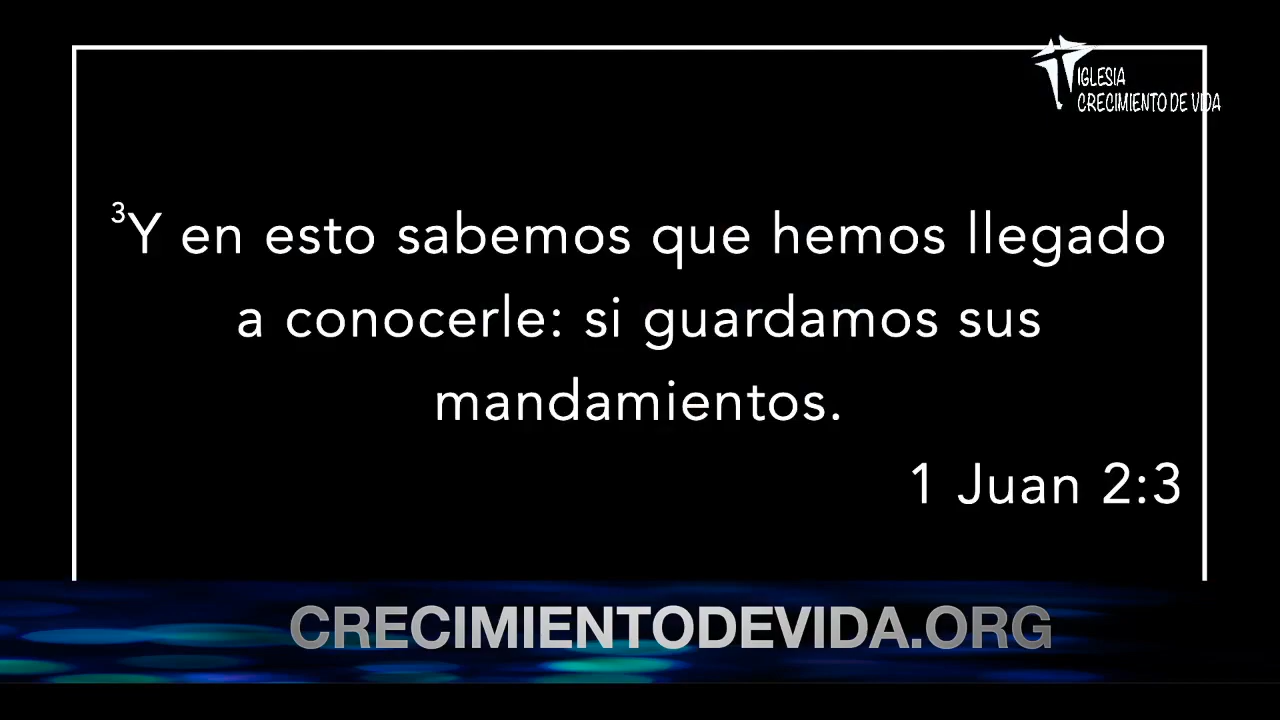 IGLESIA
CRECIMIENTO DE VIDA
³Y en esto sabemos que hemos llegado
a conocerle: si guardamos sus
mandamientos.
1 Juan 2:3
CRECIMIENTODEVIDA.ORG